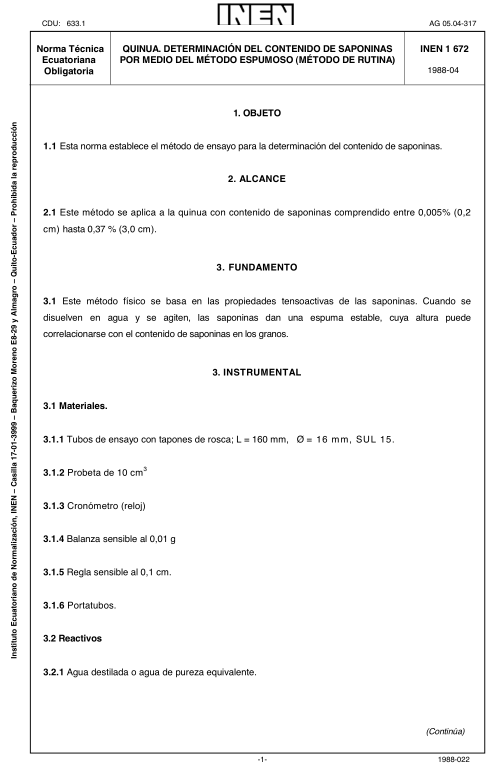 CDU: 633.1
INEN
AG 05.04-317
Norma Técnica
Ecuatoriana
Obligatoria
QUINUA. DETERMINACIÓN DEL CONTENIDO DE SAPONINAS
POR MEDIO DEL MÉTODO ESPUMOSO (MÉTODO DE RUTINA)
INEN 1 672
1988-04
Instituto Ecuatoriano de Normalización, INEN – Casilla 17-01-3999 – Baquerizo Moreno E8-29 y Almagro – Quito-Ecuador – Prohibida la reproducción
1. OBJETO
1.1 Esta norma establece el método de ensayo para la determinación del contenido de saponinas.
2. ALCANCE
2.1 Este método se aplica a la quinua con contenido de saponinas comprendido entre 0,005% (0,2
cm) hasta 0,37 % (3,0 cm).
3. FUNDAMENTO
3.1 Este método físico se basa en las propiedades tensoactivas de las saponinas. Cuando se
disuelven en agua y se agiten, las saponinas dan una espuma estable, cuya altura puede
correlacionarse con el contenido de saponinas en los granos.
3. INSTRUMENTAL
3.1 Materiales.
3.1.1 Tubos de ensayo con tapones de rosca; L = 160 mm, Ø = 16 mm, SUL 15.
3.1.2 Probeta de 10 cm³
3.1.3 Cronómetro (reloj)
3.1.4 Balanza sensible al 0,01 g
3.1.5 Regla sensible al 0,1 cm.
3.1.6 Portatubos.
3.2 Reactivos
3.2.1 Agua destilada o agua de pureza equivalente.
(Continúa)
-1-
1988-022